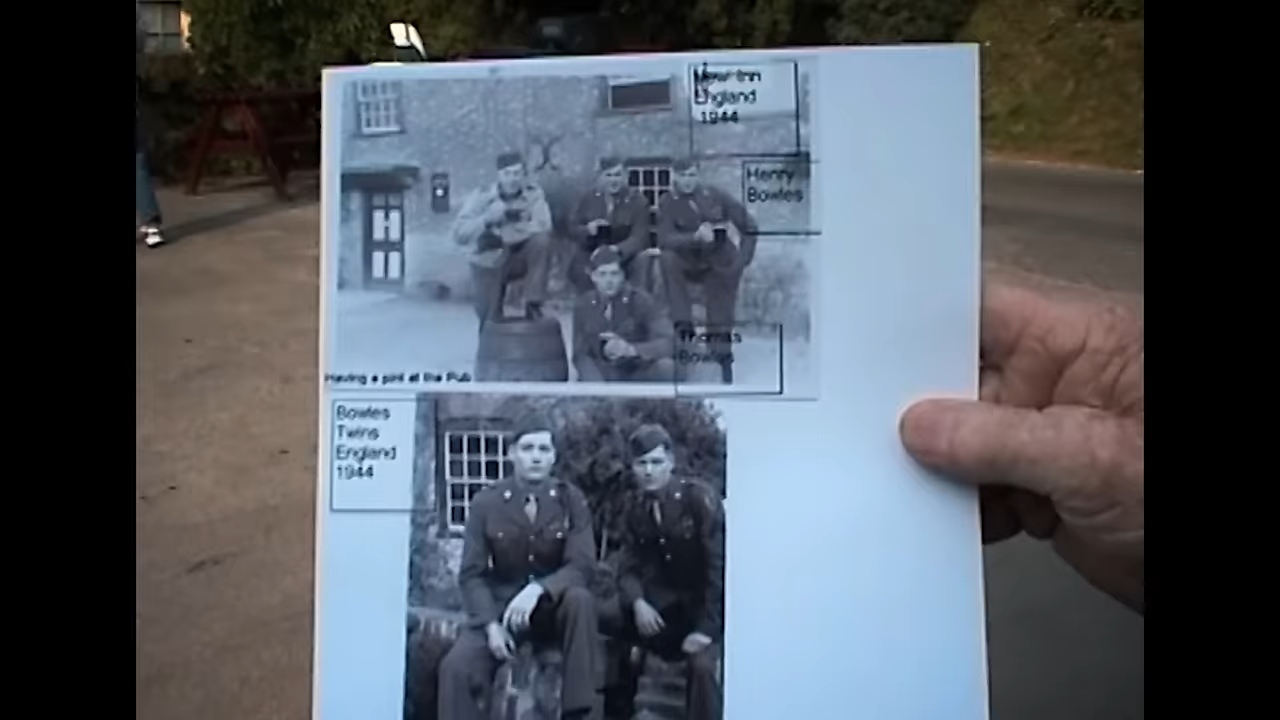 New Inn
England
1944
Henry
Bowles
Thomas
Bowles
Having a pint at the Pub
Bowles
Twins
England
1944